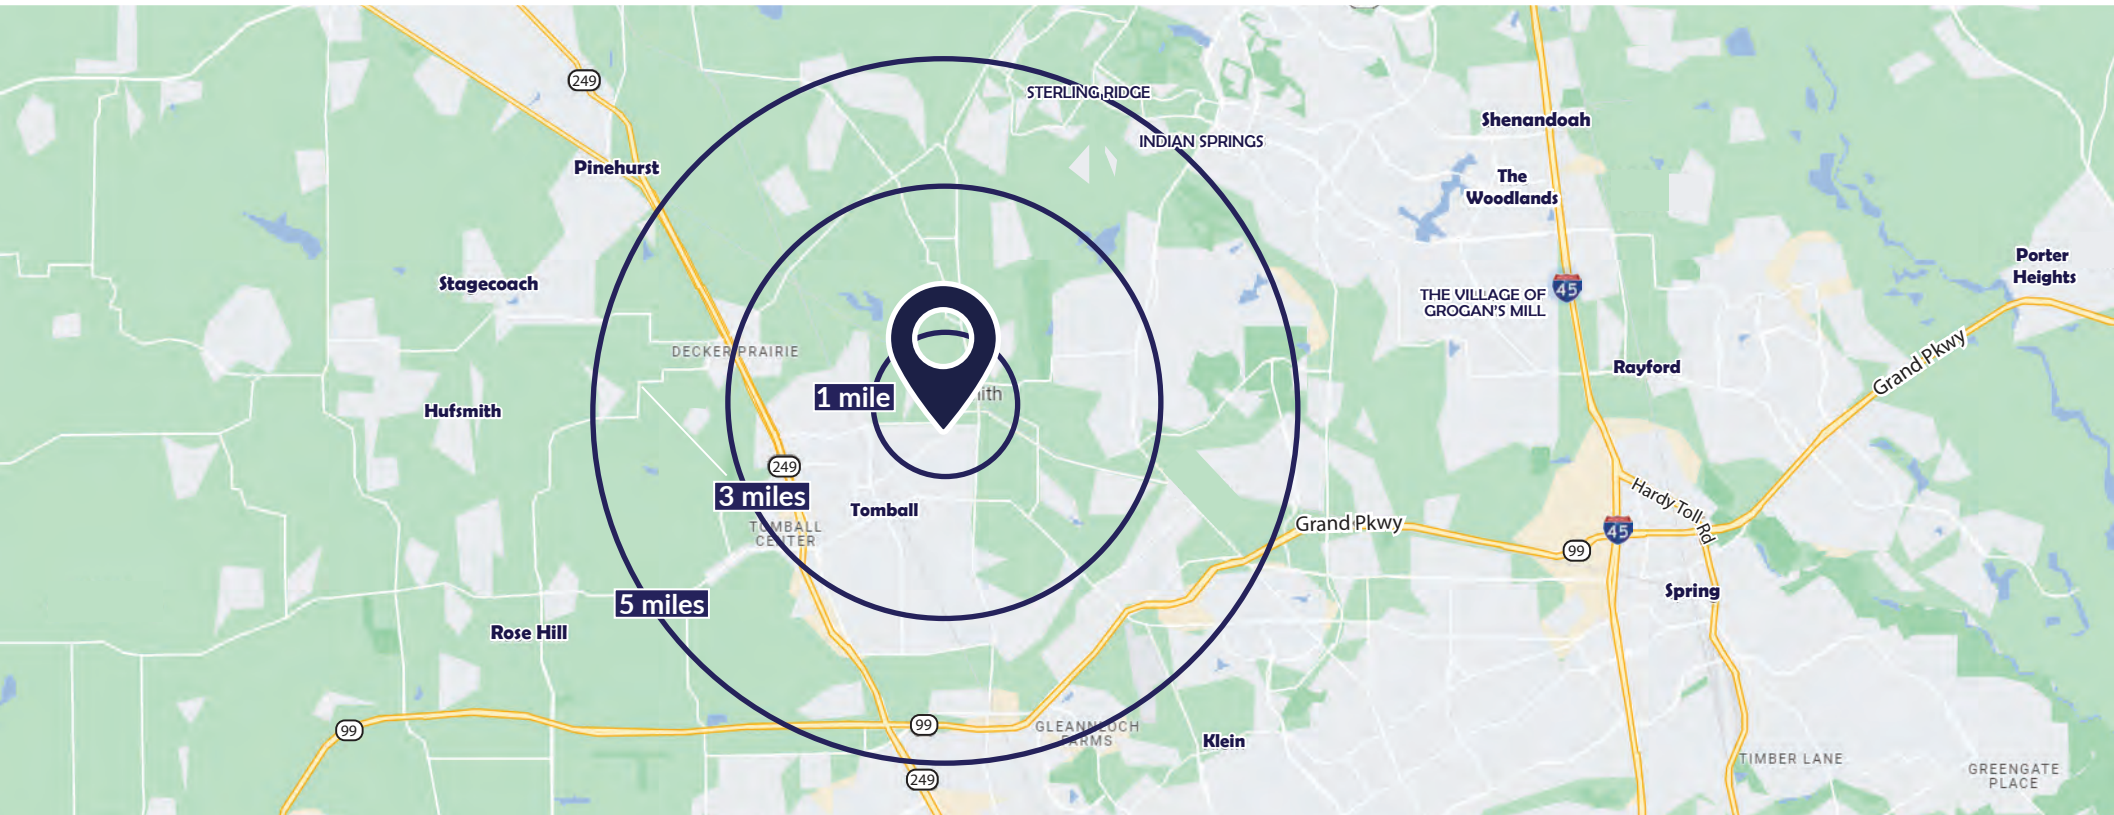 249
STERLING RIDGE
Shenandoah
INDIAN SPRINGS
Pinehurst
The
Woodlands
Porter
Heights
Stagecoach
45
THE VILLAGE OF
GROGAN'S MILL
DECKER PRAIRIE
Grand Pkwy
Rayford
1 mile
Hufsmith
249
3 miles
Hardy Toll Rd
Tomball
TOMBALL
CENTER
Grand Pkwy
45
99
5 miles
Spring
Rose Hill
99
99
GLEANNLOCH
FARMS
Klein
TIMBER LANE
249
GREENGATE
PLACE